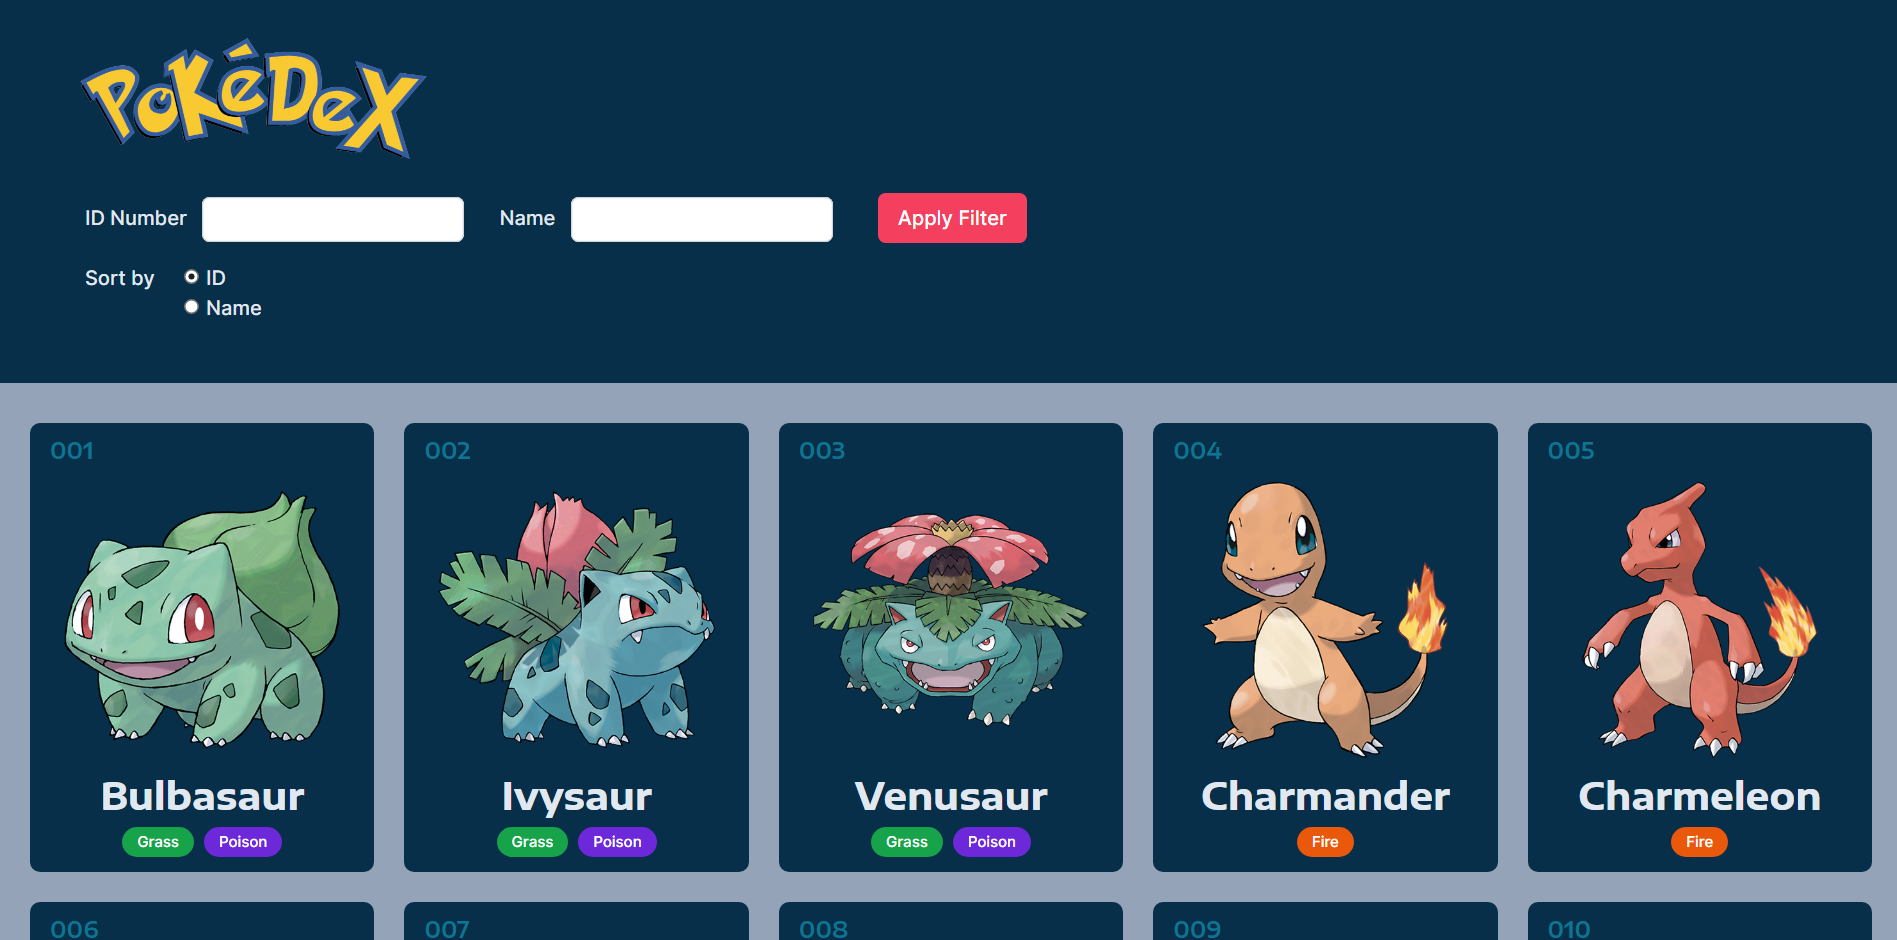 PoKéDeX
ID Number Name Apply Filter
Sort by ID
Name
001 002 003 004 005
Bulbasaur Ivysaur Venusaur Charmander Charmeleon
Grass Poison Grass Poison Grass Poison Fire Fire
006 007 008 009 010